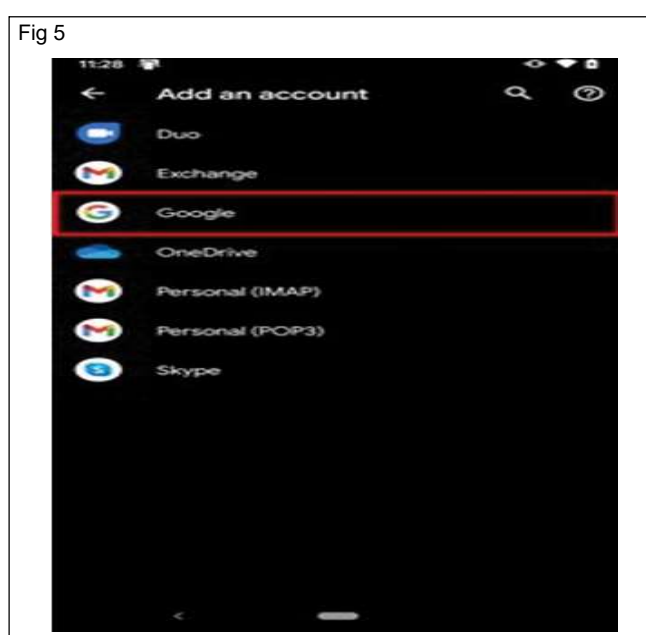 Fig 5
11:28
Add an account
Duo
Exchange
Google
OneDrive
Personal (IMAP)
Personal (POP3)
Skype